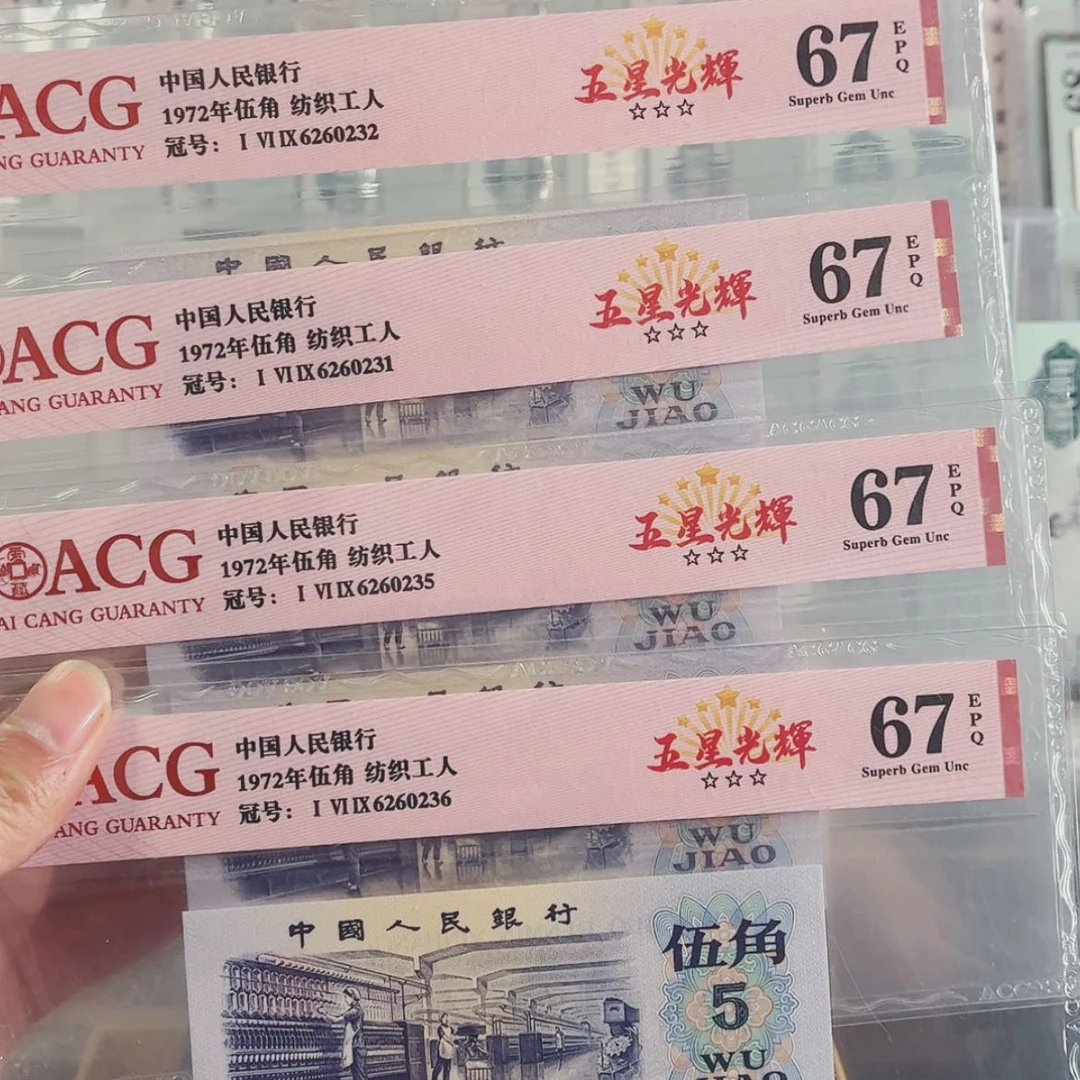 ACG
NG GUARANTY
中国人民银行
1972年伍角 纺织工人
冠号: Ⅰ Ⅵ Ⅸ 6260232
五星光輝
☆☆☆
67
EPQ
Superb Gem Unc
ACG
ANG GUARANTY
中国人民银行
1972年伍角 纺织工人
冠号: Ⅰ Ⅵ Ⅸ 6260231
五星光輝
☆☆☆
67
EPQ
Superb Gem Unc
WU
JIAO
ACG
AI CANG GUARANTY
中国人民银行
1972年伍角 纺织工人
冠号: Ⅰ Ⅵ Ⅸ 6260235
五星光輝
☆☆☆
67
EPQ
Superb Gem Unc
WU
JIAO
ACG
ANG GUARANTY
中国人民银行
1972年伍角 纺织工人
冠号: Ⅰ Ⅵ Ⅸ 6260236
五星光輝
☆☆☆
67
EPQ
Superb Gem Unc
WU
JIAO
中國人民銀行
伍角
5
WU